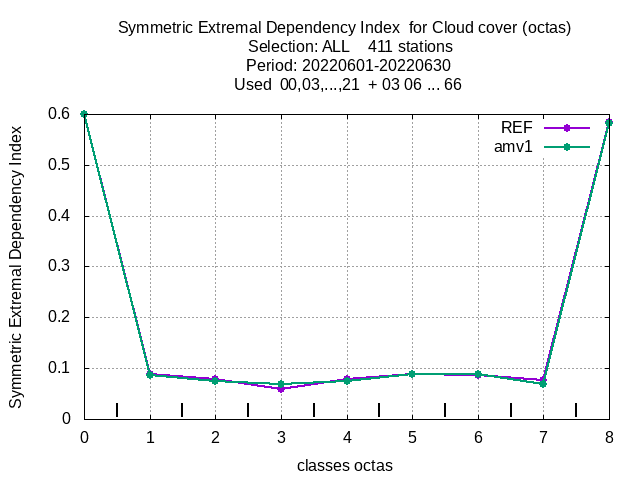 Symmetric Extremal Dependency Index for Cloud cover (octas)
Selection: ALL 411 stations
Period: 20220601-20220630
Used 00,03,...,21 + 03 06 ... 66
REF
amv1
Symmetric Extremal Dependency Index
0.6
0.5
0.4
0.3
0.2
0.1
0
0 1 2 3 4 5 6 7 8
classes octas